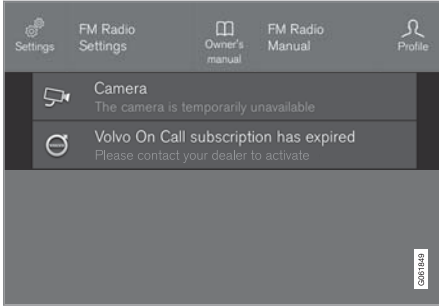 Settings
FM Radio
Settings
Owner's
manual
FM Radio
Manual
Profile
Camera
The camera is temporarily unavailable
Volvo On Call subscription has expired
Please contact your dealer to activate
G061849